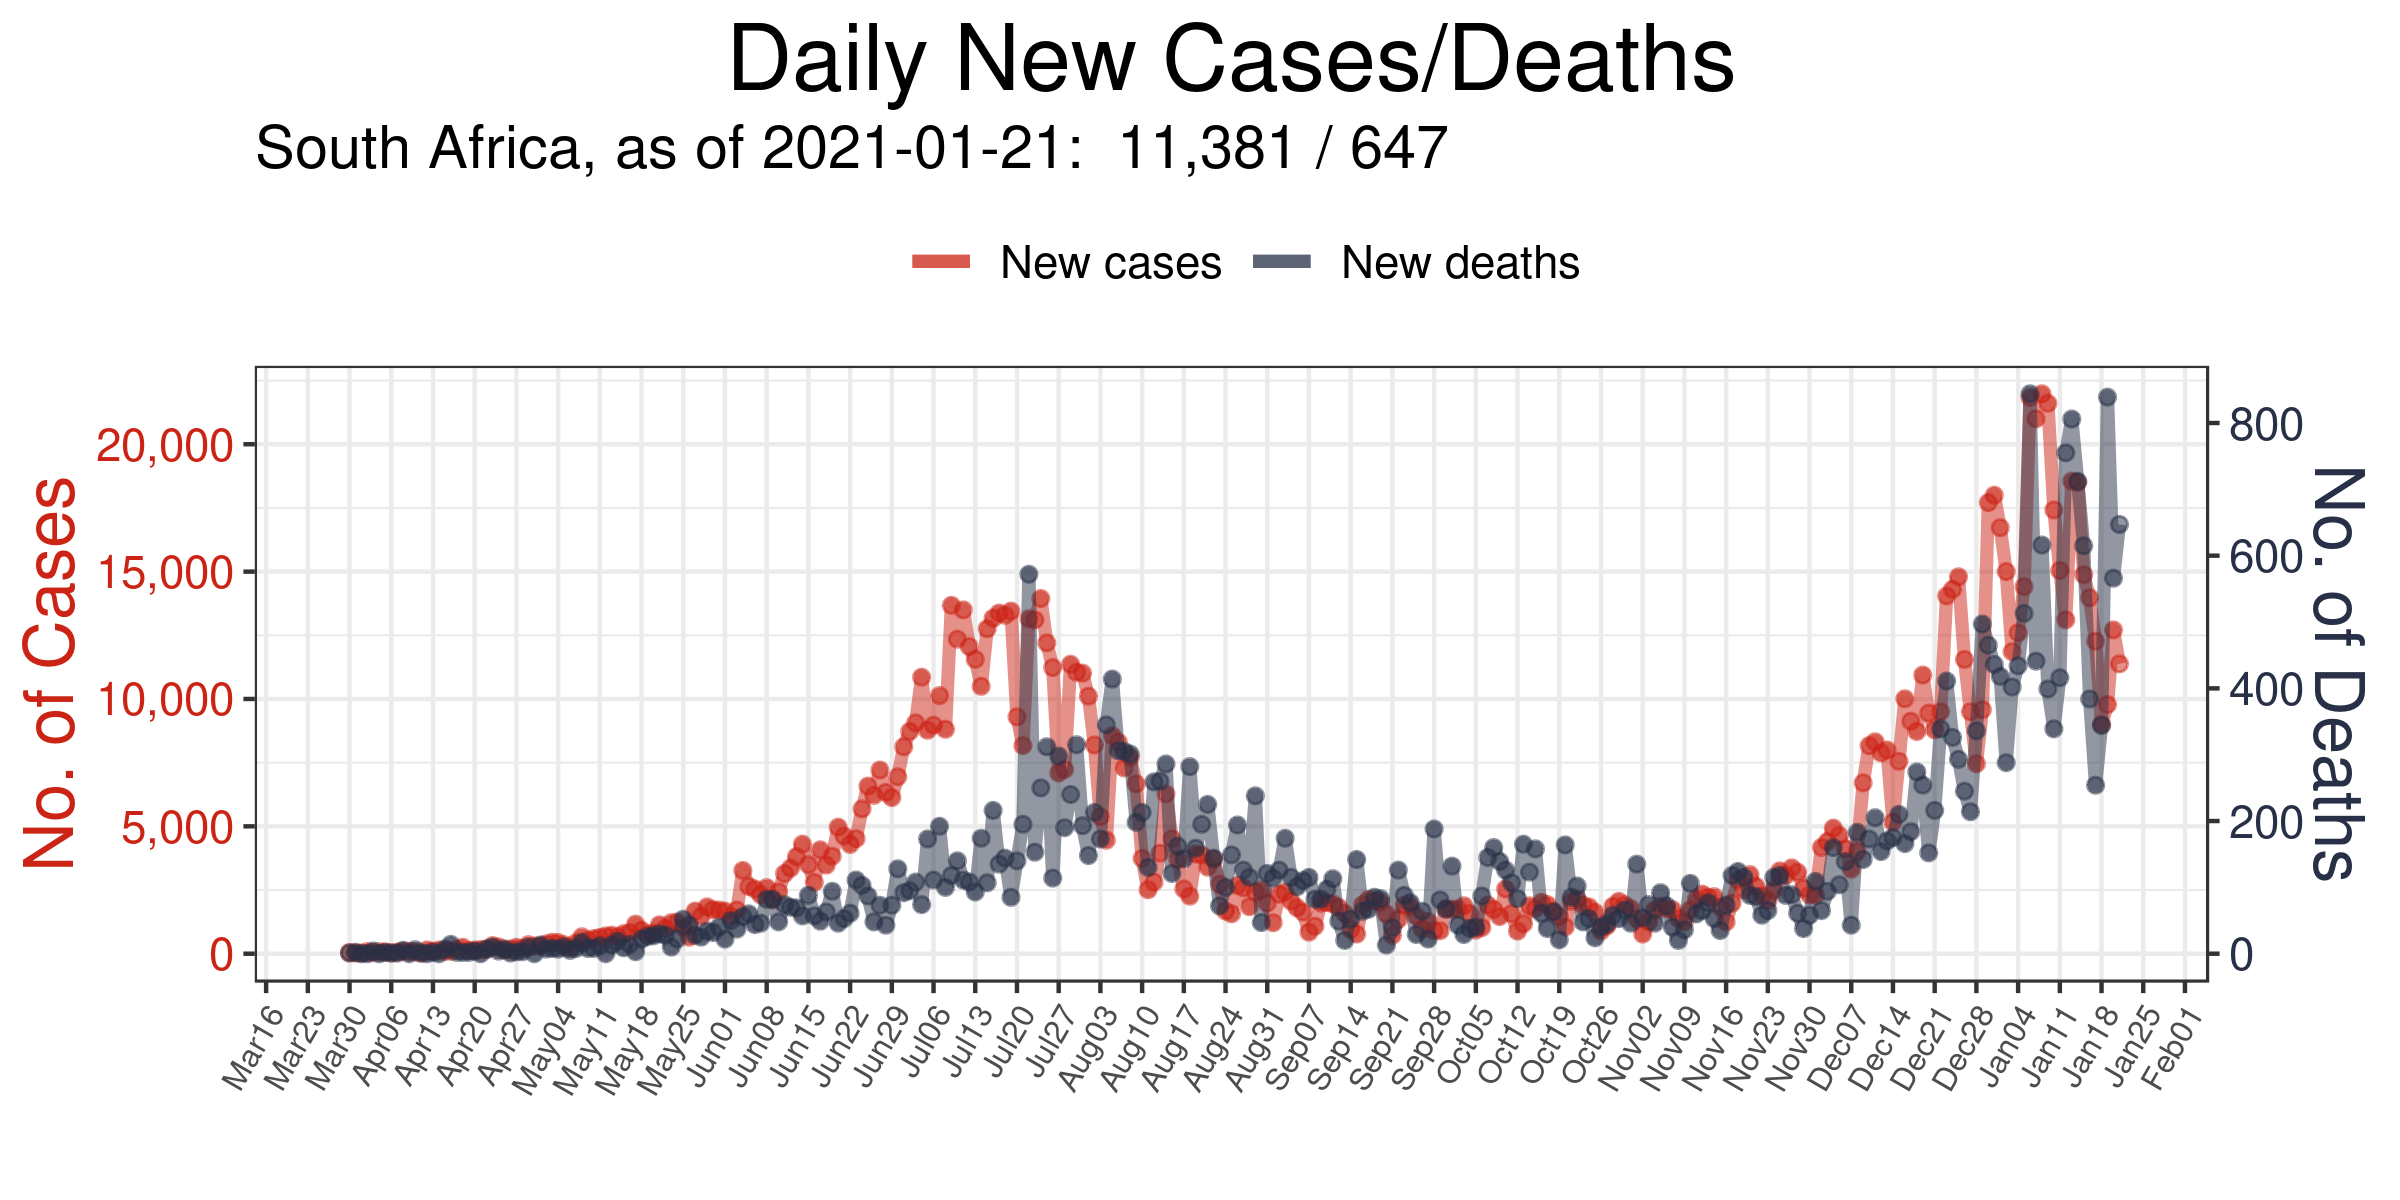 Daily New Cases/Deaths
South Africa, as of 2021-01-21:  11,381 / 647
New cases
New deaths
No. of Cases
20,000
15,000
10,000
5,000
0
800
600
400
200
0
No. of Deaths
Mar16
Mar23
Mar30
Apr06
Apr13
Apr20
Apr27
May04
May11
May18
May25
Jun01
Jun08
Jun15
Jun22
Jun29
Jul06
Jul13
Jul20
Jul27
Aug03
Aug10
Aug17
Aug24
Aug31
Sep07
Sep14
Sep21
Sep28
Oct05
Oct12
Oct19
Oct26
Nov02
Nov09
Nov16
Nov23
Nov30
Dec07
Dec14
Dec21
Dec28
Jan04
Jan11
Jan18
Jan25
Feb01